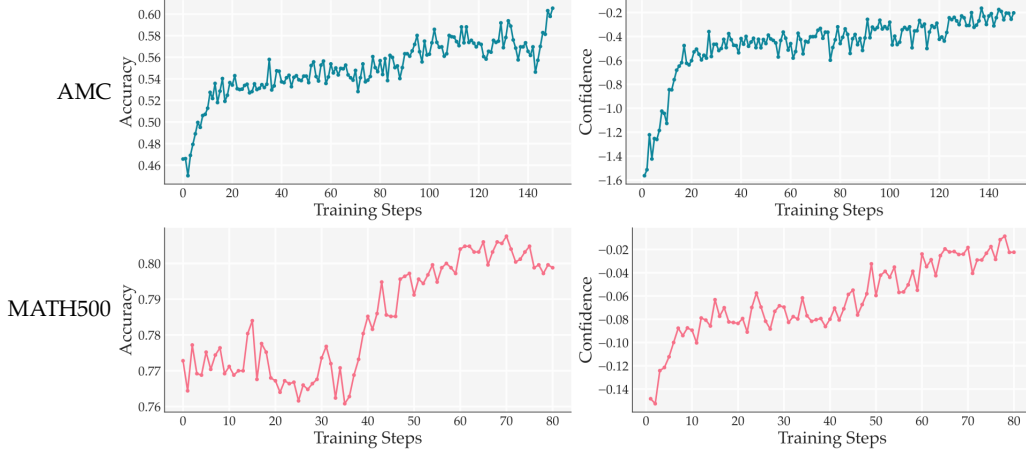 AMC
Accuracy
0.60
0.58
0.56
0.54
0.52
0.50
0.48
0.46
0 20 40 60 80 100 120 140
Training Steps
Confidence
−0.2
−0.4
−0.6
−0.8
−1.0
−1.2
−1.4
−1.6
0 20 40 60 80 100 120 140
Training Steps
MATH500
Accuracy
0.80
0.79
0.78
0.77
0.76
0 10 20 30 40 50 60 70 80
Training Steps
Confidence
−0.02
−0.04
−0.06
−0.08
−0.10
−0.12
−0.14
0 10 20 30 40 50 60 70 80
Training Steps